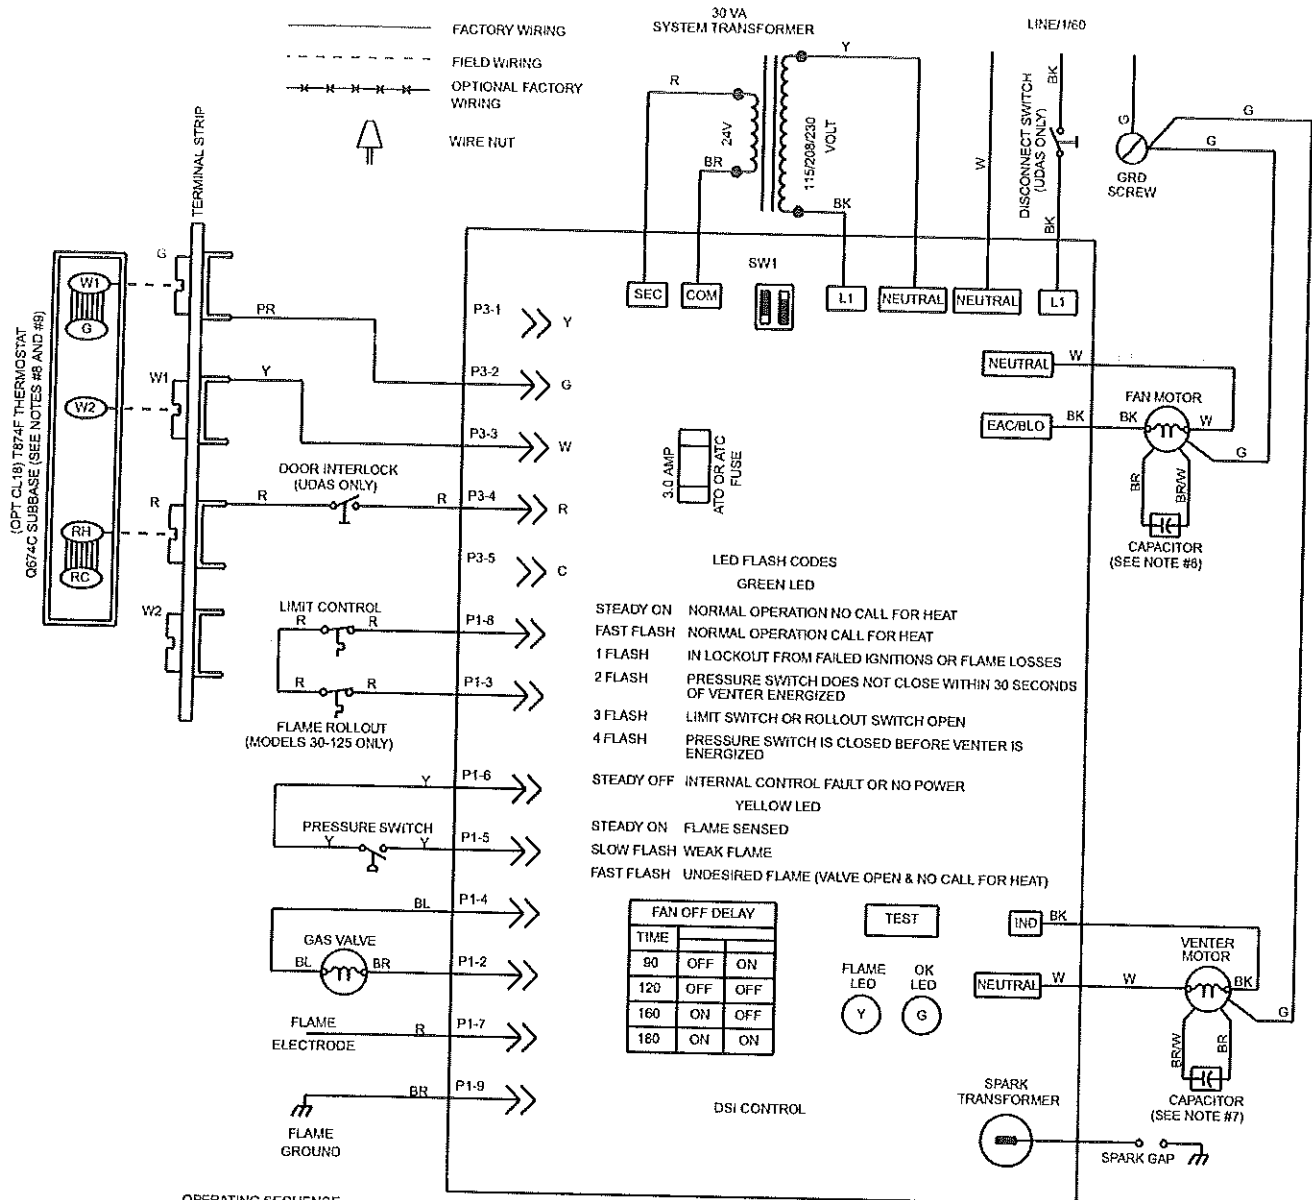 FACTORY WIRING
FIELD WIRING
OPTIONAL FACTORY
WIRING
WIRE NUT
30 VA
SYSTEM TRANSFORMER
R
Y
24V
BR
115/208/230
VOLT
BK
LINE/1/60
BK
W
DISCONNECT SWITCH
(UDAS ONLY)
BK
G
G
G
GRD
SCREW
TERMINAL STRIP
(OPT CL18) T874F THERMOSTAT
Q674C SUBBASE (SEE NOTES #8 AND #9)
W1
G
W2
RH
RC
G
W1
R
W2
PR
Y
DOOR INTERLOCK
(UDAS ONLY)
R
R
SEC
COM
SW1
L1
NEUTRAL
NEUTRAL
L1
P3-1
Y
P3-2
G
P3-3
W
P3-4
R
P3-5
C
3.0 AMP
ATO OR ATC
FUSE
NEUTRAL
W
FAN MOTOR
EAC/BLO
BK
BK
W
G
BR
BR/W
CAPACITOR
(SEE NOTE #6)
LIMIT CONTROL
R
R
P1-8
R
R
P1-3
FLAME ROLLOUT
(MODELS 30-125 ONLY)
LED FLASH CODES
GREEN LED
STEADY ON NORMAL OPERATION NO CALL FOR HEAT
FAST FLASH NORMAL OPERATION CALL FOR HEAT
1 FLASH IN LOCKOUT FROM FAILED IGNITIONS OR FLAME LOSSES
2 FLASH PRESSURE SWITCH DOES NOT CLOSE WITHIN 30 SECONDS
OF VENTER ENERGIZED
3 FLASH LIMIT SWITCH OR ROLLOUT SWITCH OPEN
4 FLASH PRESSURE SWITCH IS CLOSED BEFORE VENTER IS
ENERGIZED
STEADY OFF INTERNAL CONTROL FAULT OR NO POWER
YELLOW LED
STEADY ON FLAME SENSED
SLOW FLASH WEAK FLAME
FAST FLASH UNDESIRED FLAME (VALVE OPEN & NO CALL FOR HEAT)
Y
P1-6
PRESSURE SWITCH
Y
Y
P1-5
BL
P1-4
GAS VALVE
BL
BR
P1-2
FLAME
ELECTRODE
R
P1-7
BR
P1-9
FLAME
GROUND
FAN OFF DELAY
TIME
90 OFF ON
120 OFF OFF
160 ON OFF
180 ON ON
TEST
FLAME
LED
OK
LED
Y
G
IND
BK
NEUTRAL
W
W
VENTER
MOTOR
BK
G
BR/W
BR
CAPACITOR
(SEE NOTE #7)
DSI CONTROL
SPARK
TRANSFORMER
SPARK GAP
OPERATING SEQUENCE